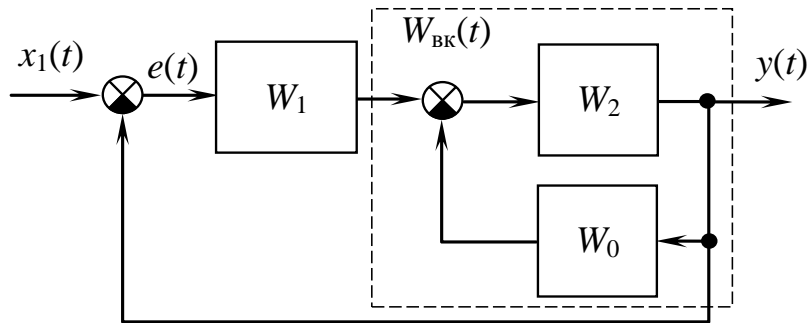 x₁(t)
e(t)
W₁
Wвк(t)
W₂
y(t)
W₀